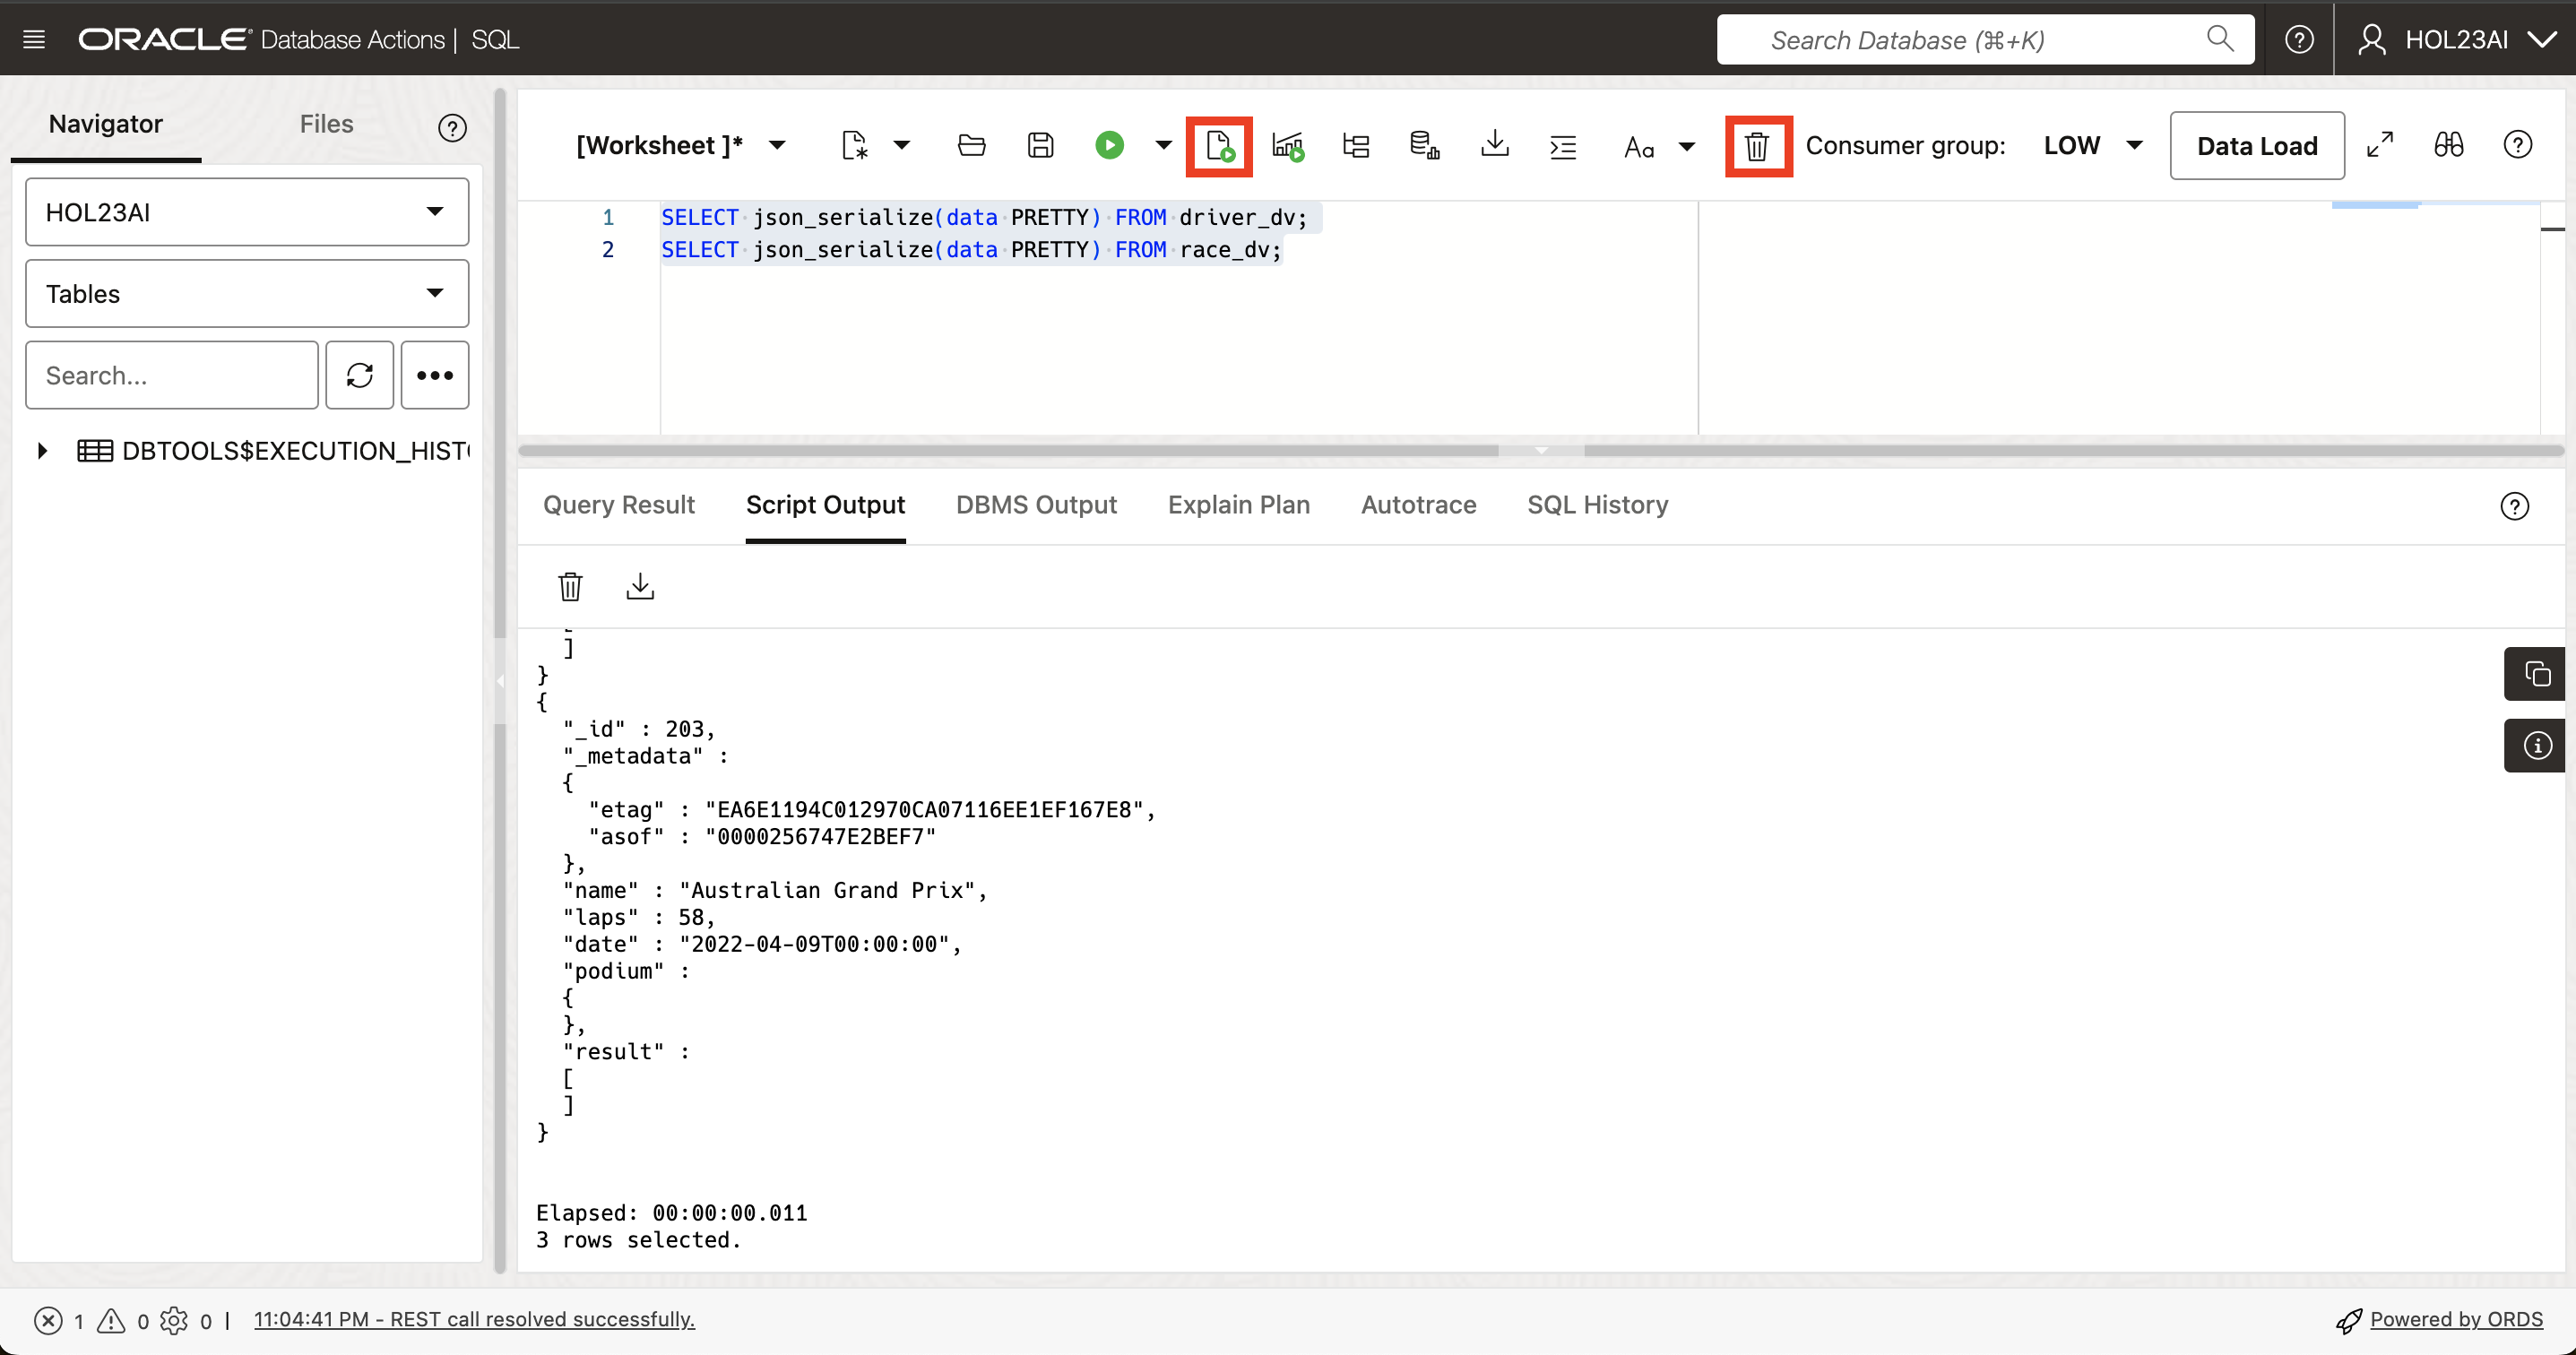 ORACLE Database Actions | SQL
Search Database (⌘+K)
HOL23AI
Navigator
Files
HOL23AI
Tables
Search...
DBTOOLS$EXECUTION_HIST
[Worksheet ]*
Aa
Consumer group:
LOW
Data Load
1 SELECT json_serialize(data PRETTY) FROM driver_dv;
2 SELECT json_serialize(data PRETTY) FROM race_dv;
Query Result
Script Output
DBMS Output
Explain Plan
Autotrace
SQL History
]
}
{
"_id" : 203,
"_metadata" :
{
"etag" : "EA6E1194C012970CA07116EE1EF167E8",
"asof" : "0000256747E2BEF7"
},
"name" : "Australian Grand Prix",
"laps" : 58,
"date" : "2022-04-09T00:00:00",
"podium" :
{
},
"result" :
[
]
}
Elapsed: 00:00:00.011
3 rows selected.
1 0 0 | 11:04:41 PM - REST call resolved successfully.
Powered by ORDS